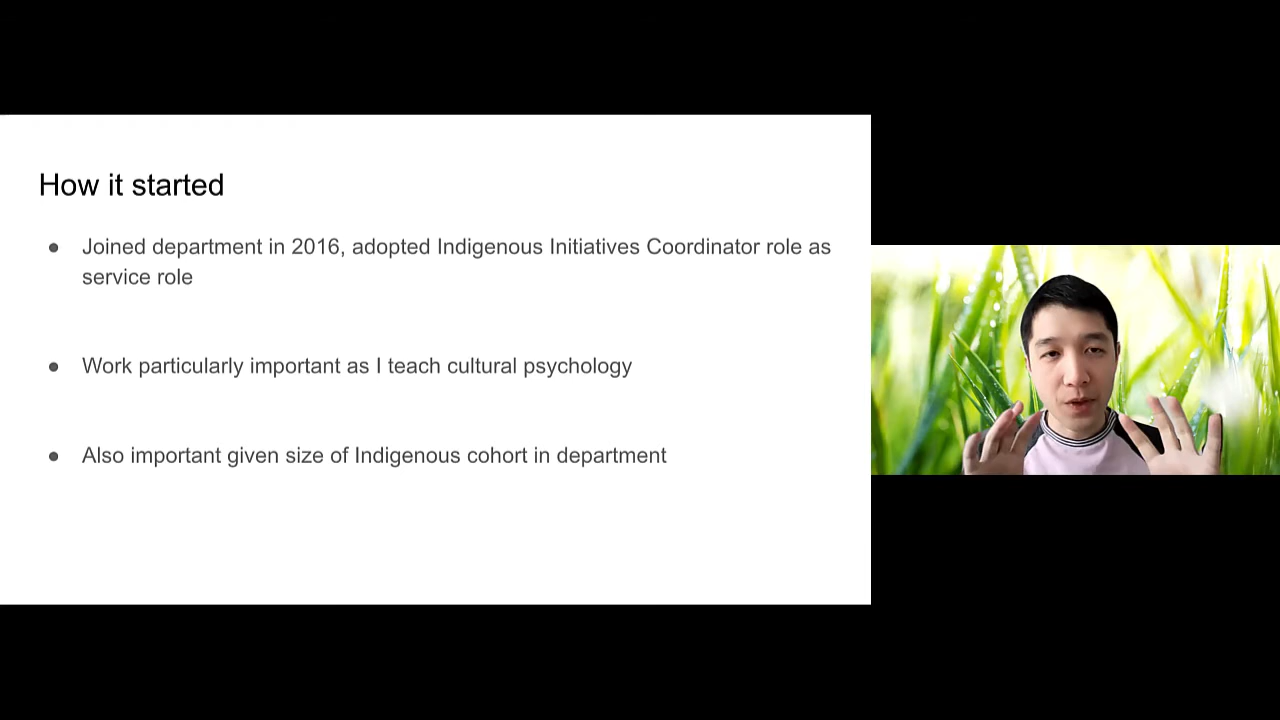 How it started
● Joined department in 2016, adopted Indigenous Initiatives Coordinator role as
service role
● Work particularly important as I teach cultural psychology
● Also important given size of Indigenous cohort in department